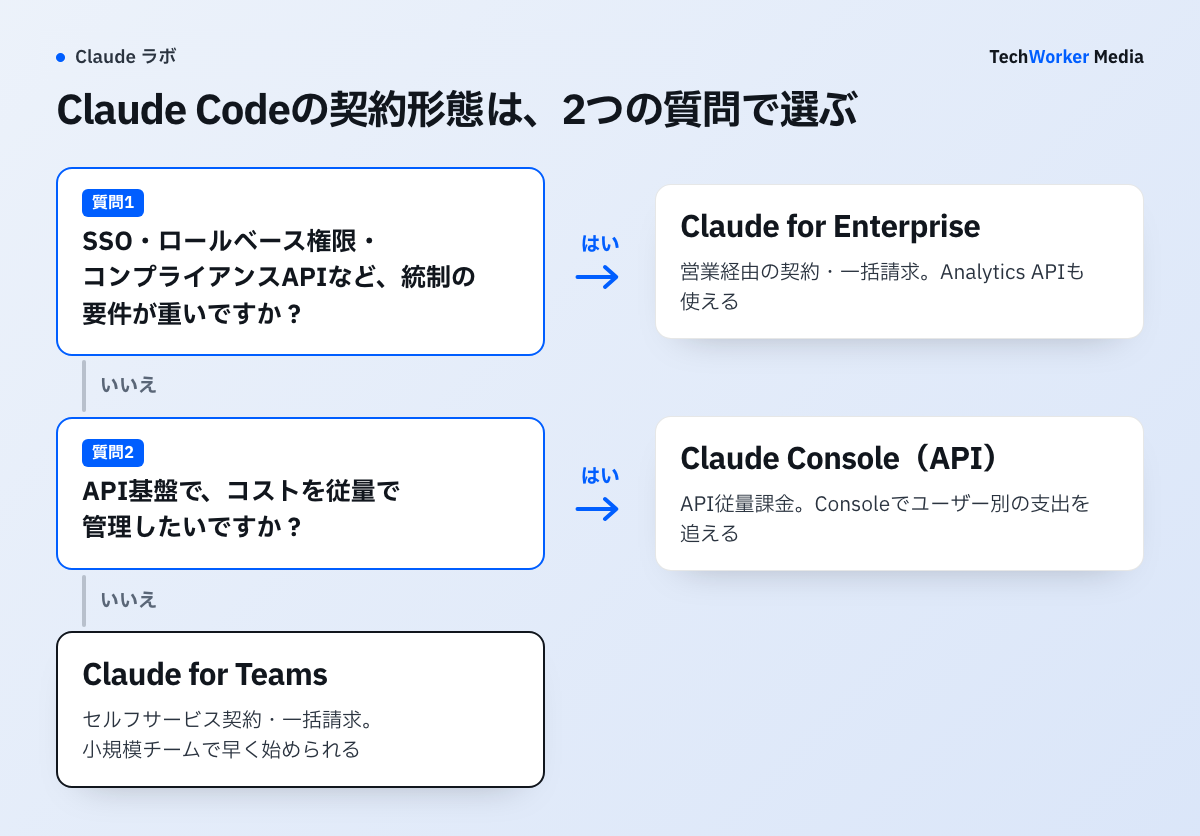 Claude ラボ
TechWorker Media
Claude Codeの契約形態は、2つの質問で選ぶ
質問1
SSO・ロールベース権限・
コンプライアンスAPIなど、統制の
要件が重いですか？
はい
Claude for Enterprise
営業経由の契約・一括請求。Analytics APIも
使える
いいえ
質問2
API基盤で、コストを従量で
管理したいですか？
はい
Claude Console（API）
API従量課金。Consoleでユーザー別の支出を
追える
いいえ
Claude for Teams
セルフサービス契約・一括請求。
小規模チームで早く始められる